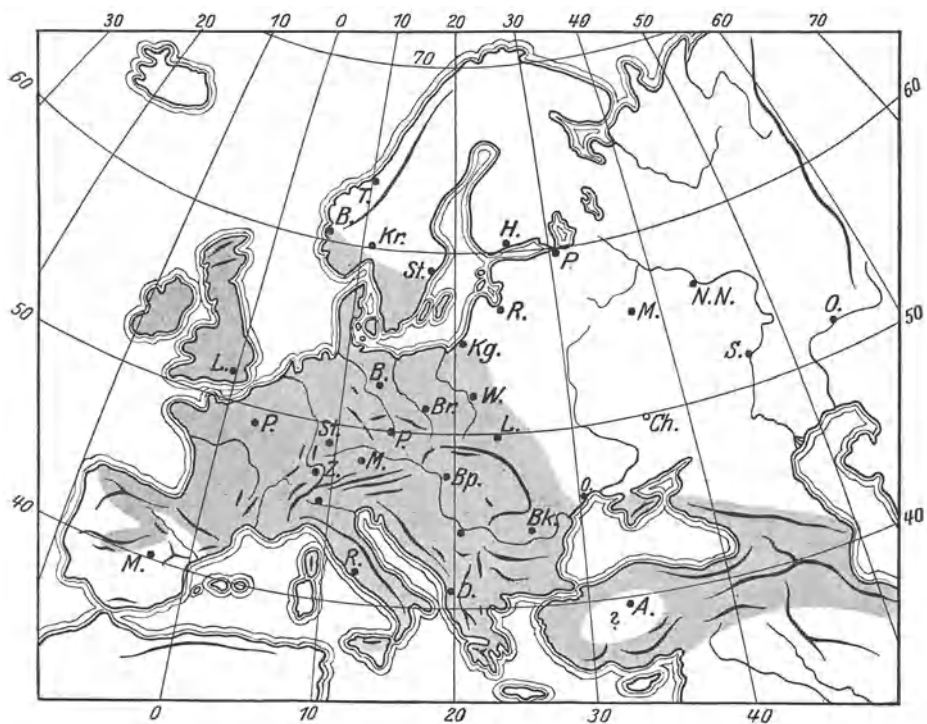 30 20 10 0 10 20 30 40 50 60 70
70
60 60
T.
B. Kr. H. P.
St.
50 R. M. N.N. O. 50
Kg. S.
L. B. W.
Br. Ch.
P. St. P. L.
Z. M. Bp. O.
40 Bk. 40
M. R. D. A.
?
0 10 20 30 40